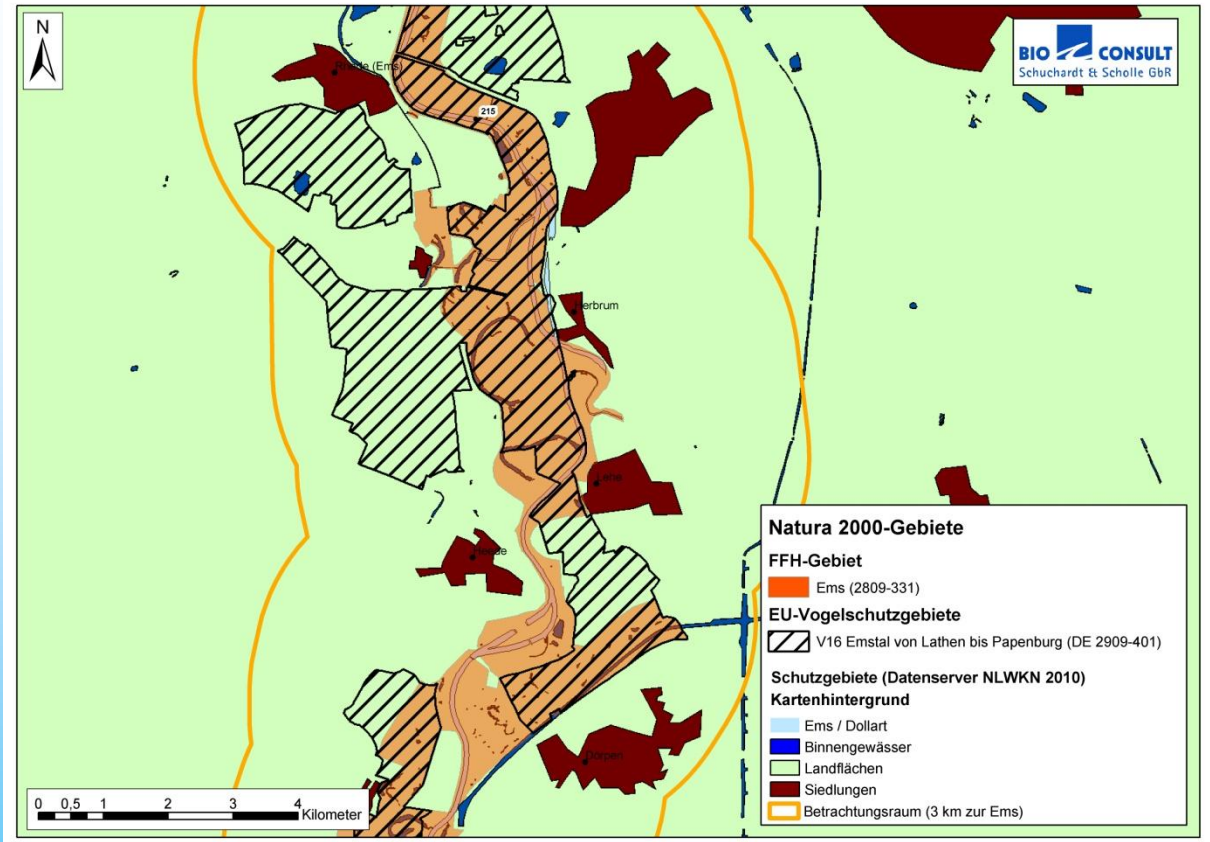 N
BIO CONSULT
Schuchardt & Scholle GbR
Rhede (Ems)
215
Herbrum
Lehe
Heede
Dörpen
Natura 2000-Gebiete
FFH-Gebiet
Ems (2809-331)
EU-Vogelschutzgebiete
V16 Emstal von Lathen bis Papenburg (DE 2909-401)
Schutzgebiete (Datenserver NLWKN 2010)
Kartenhintergrund
Ems / Dollart
Binnengewässer
Landflächen
Siedlungen
Betrachtungsraum (3 km zur Ems)
0 0,5 1 2 3 4
Kilometer